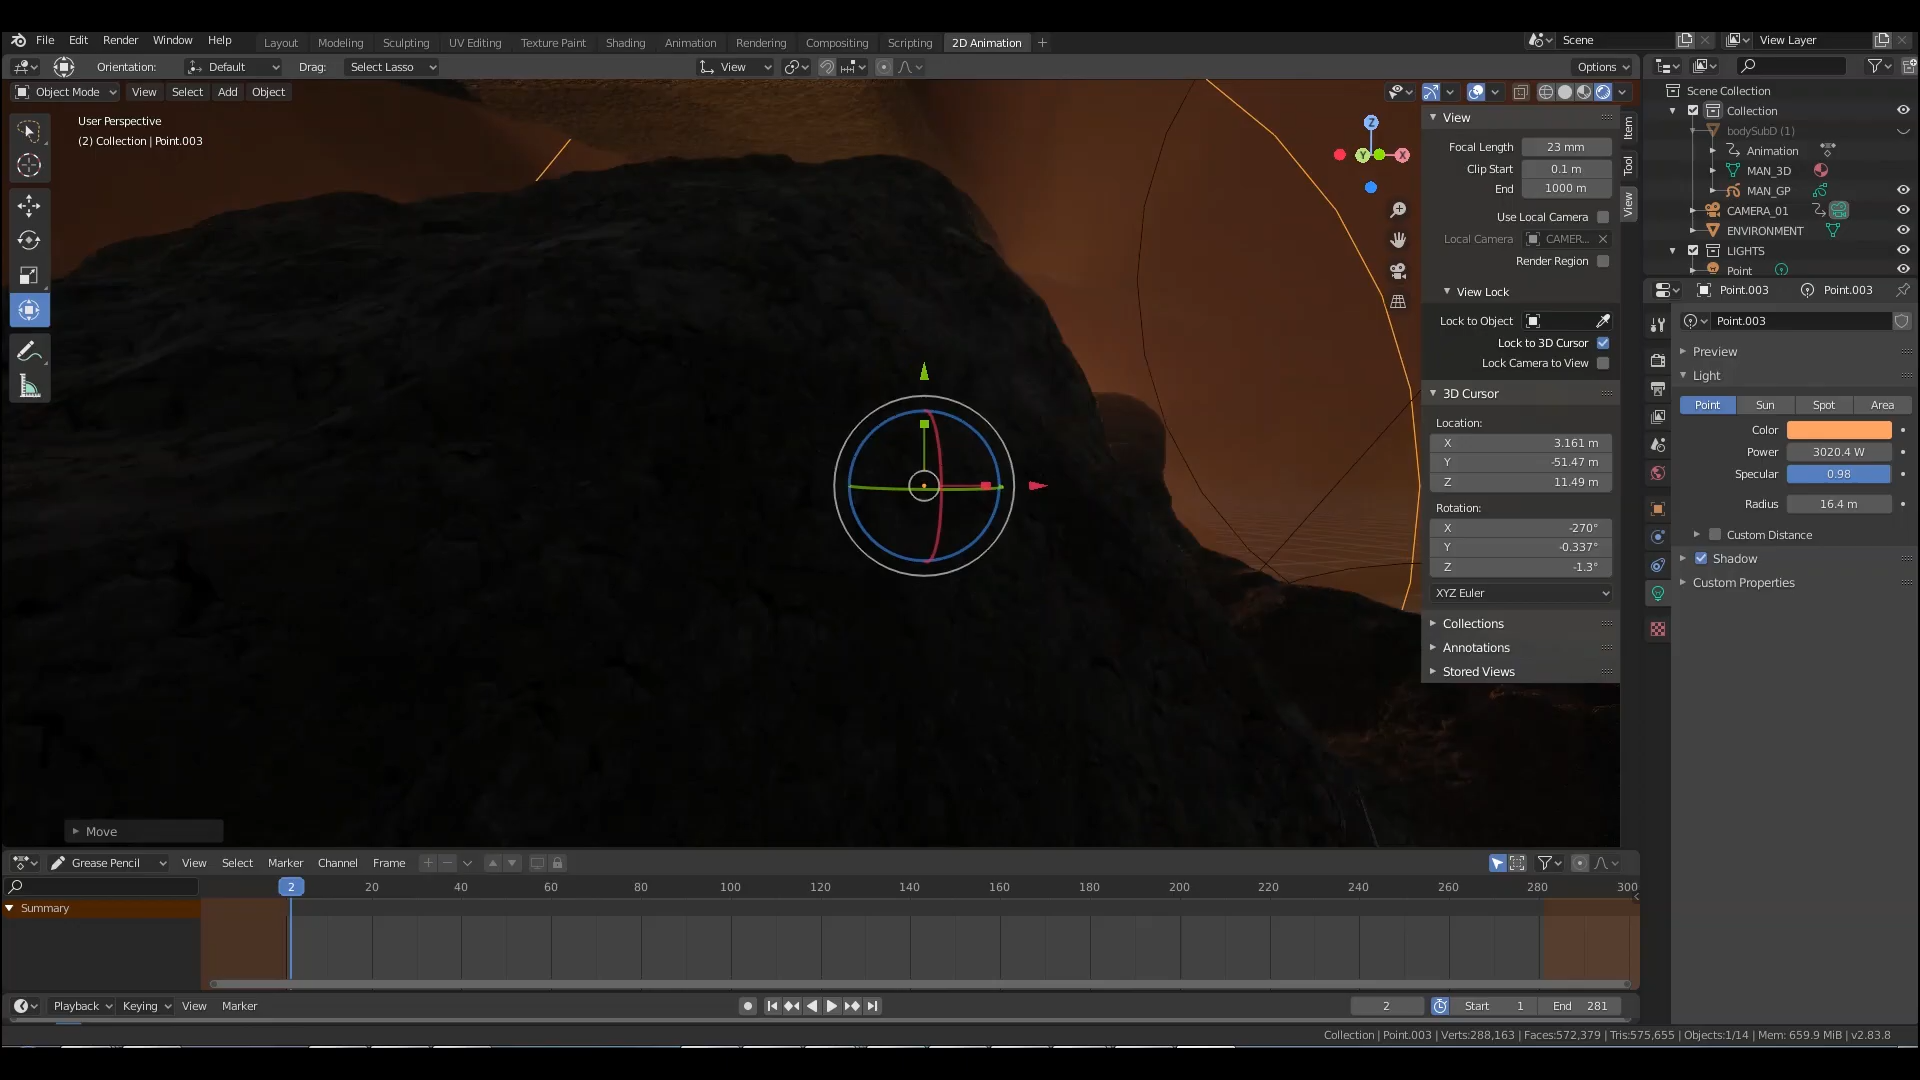 File Edit Render Window Help
Layout Modeling Sculpting UV Editing Texture Paint Shading Animation Rendering Compositing Scripting 2D Animation +
Scene
View Layer
Orientation: Default Drag: Select Lasso
View
Options
Object Mode View Select Add Object
User Perspective
(2) Collection | Point.003
Z
Y
X
View
Focal Length 23 mm
Clip Start 0.1 m
End 1000 m
Use Local Camera
Local Camera CAMER...
Render Region
View Lock
Lock to Object
Lock to 3D Cursor
Lock Camera to View
3D Cursor
Location:
X 3.161 m
Y -51.47 m
Z 11.49 m
Rotation:
X -270°
Y -0.337°
Z -1.3°
XYZ Euler
Collections
Annotations
Stored Views
Item
Tool
View
Scene Collection
Collection
bodySubD (1)
Animation
MAN_3D
MAN_GP
CAMERA_01
ENVIRONMENT
LIGHTS
Point
Point.003 Point.003
Point.003
Preview
Light
Point Sun Spot Area
Color
Power 3020.4 W
Specular 0.98
Radius 16.4 m
Custom Distance
Shadow
Custom Properties
Move
Grease Pencil View Select Marker Channel Frame
2 20 40 60 80 100 120 140 160 180 200 220 240 260 280 300
Summary
Playback Keying View Marker
2 Start 1 End 281
Collection | Point.003 | Verts:288,163 | Faces:572,379 | Tris:575,655 | Objects:1/14 | Mem: 659.9 MiB | v2.83.8